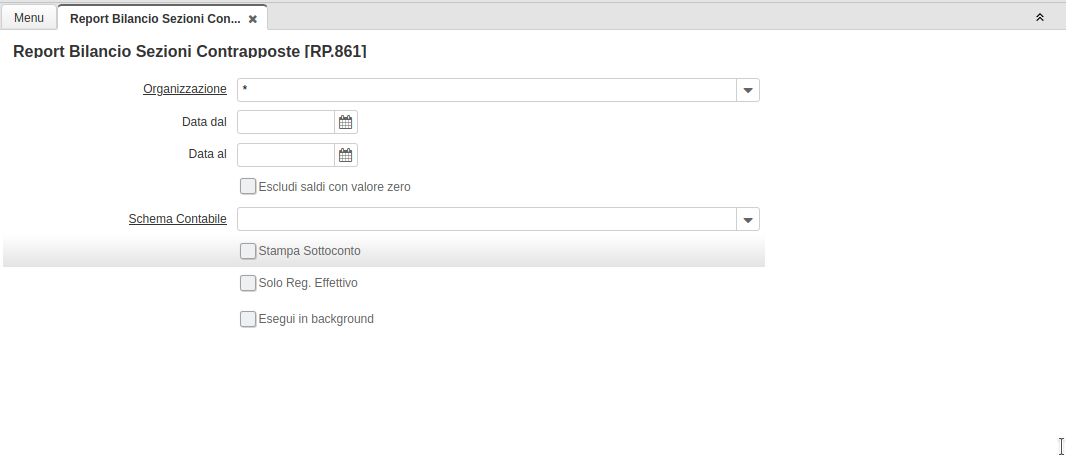 Menu
Report Bilancio Sezioni Con...
Report Bilancio Sezioni Contrapposte [RP.861]
Organizzazione *
Data dal
Data al
Escludi saldi con valore zero
Schema Contabile
Stampa Sottoconto
Solo Reg. Effettivo
Esegui in background